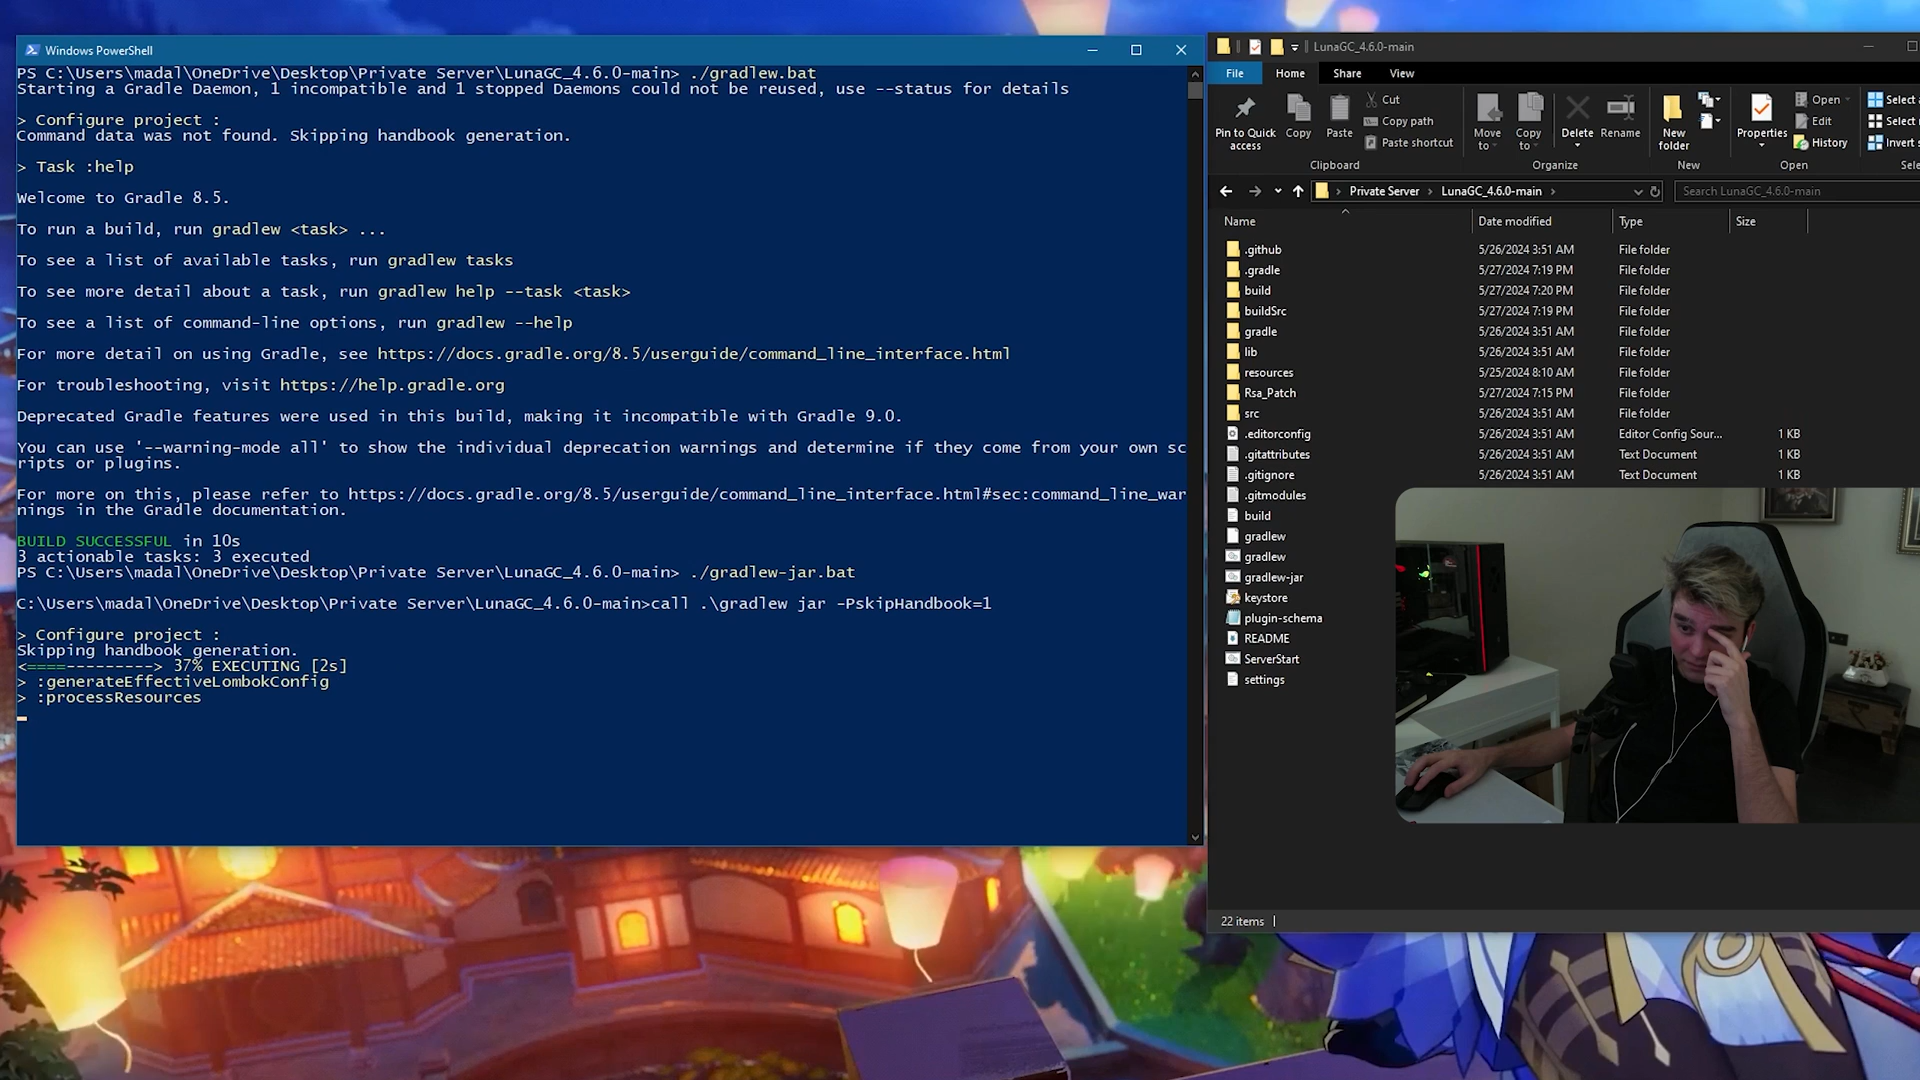 Windows PowerShell
PS C:\Users\madal\OneDrive\Desktop\Private Server\LunaGC_4.6.0-main> ./gradlew.bat
Starting a Gradle Daemon, 1 incompatible and 1 stopped Daemons could not be reused, use --status for details
> Configure project :
Command data was not found. Skipping handbook generation.
> Task :help
Welcome to Gradle 8.5.
To run a build, run gradlew <task> ...
To see a list of available tasks, run gradlew tasks
To see more detail about a task, run gradlew help --task <task>
To see a list of command-line options, run gradlew --help
For more detail on using Gradle, see https://docs.gradle.org/8.5/userguide/command_line_interface.html
For troubleshooting, visit https://help.gradle.org
Deprecated Gradle features were used in this build, making it incompatible with Gradle 9.0.
You can use '--warning-mode all' to show the individual deprecation warnings and determine if they come from your own sc
ripts or plugins.
For more on this, please refer to https://docs.gradle.org/8.5/userguide/command_line_interface.html#sec:command_line_war
nings in the Gradle documentation.
BUILD SUCCESSFUL in 10s
3 actionable tasks: 3 executed
PS C:\Users\madal\OneDrive\Desktop\Private Server\LunaGC_4.6.0-main> ./gradlew-jar.bat
C:\Users\madal\OneDrive\Desktop\Private Server\LunaGC_4.6.0-main>call .\gradlew jar -PskipHandbook=1
> Configure project :
Skipping handbook generation.
<====---------> 37% EXECUTING [2s]
> :generateEffectiveLombokConfig
> :processResources
LunaGC_4.6.0-main
File Home Share View
Pin to Quick access
Copy
Paste
Cut
Copy path
Paste shortcut
Clipboard
Move to
Copy to
Delete
Rename
Organize
New folder
New
Properties
Open
Edit
History
Open
Select
Select
Invert
Private Server > LunaGC_4.6.0-main >
Search LunaGC_4.6.0-main
Name Date modified Type Size
.github 5/26/2024 3:51 AM File folder
.gradle 5/27/2024 7:19 PM File folder
build 5/27/2024 7:20 PM File folder
buildSrc 5/27/2024 7:19 PM File folder
gradle 5/26/2024 3:51 AM File folder
lib 5/26/2024 3:51 AM File folder
resources 5/25/2024 8:10 AM File folder
Rsa_Patch 5/27/2024 7:15 PM File folder
src 5/26/2024 3:51 AM File folder
.editorconfig 5/26/2024 3:51 AM Editor Config Sour... 1 KB
.gitattributes 5/26/2024 3:51 AM Text Document 1 KB
.gitignore 5/26/2024 3:51 AM Text Document 1 KB
.gitmodules
build
gradlew
gradlew
gradlew-jar
keystore
plugin-schema
README
ServerStart
settings
22 items